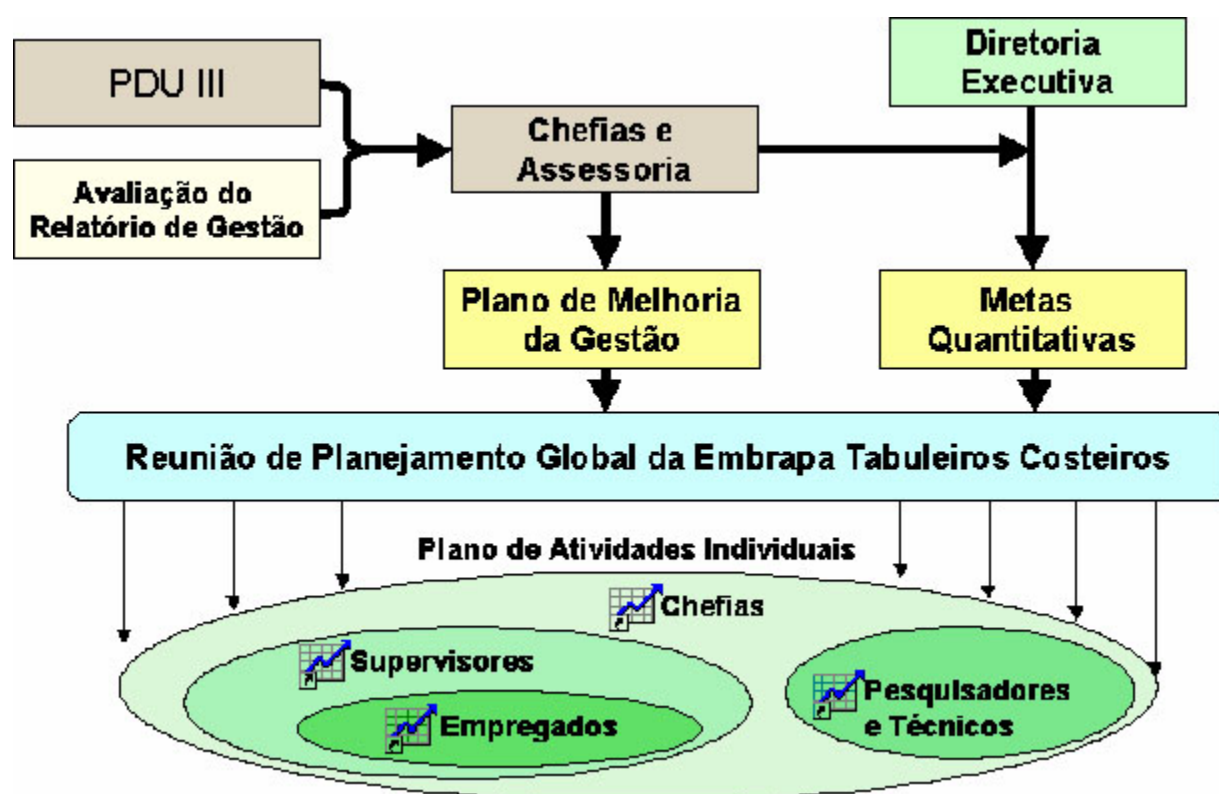 PDU III
Diretoria
Executiva
Chefias e
Assessoria
Avaliação do
Relatório de Gestão
Plano de Melhoria
da Gestão
Metas
Quantitativas
Reunião de Planejamento Global da Embrapa Tabuleiros Costeiros
Plano de Atividades Individuais
Chefias
Supervisores
Pesquisadores
e Técnicos
Empregados